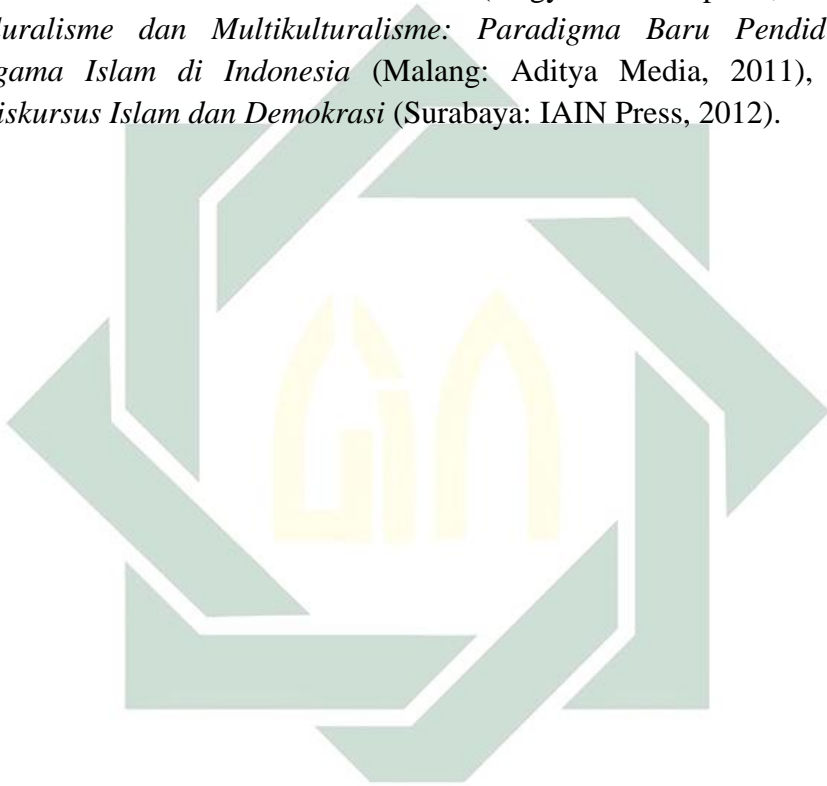 luralisme dan Multikulturalisme: Paradigma Baru Pendid
gama Islam di Indonesia (Malang: Aditya Media, 2011),
iskursus Islam dan Demokrasi (Surabaya: IAIN Press, 2012).